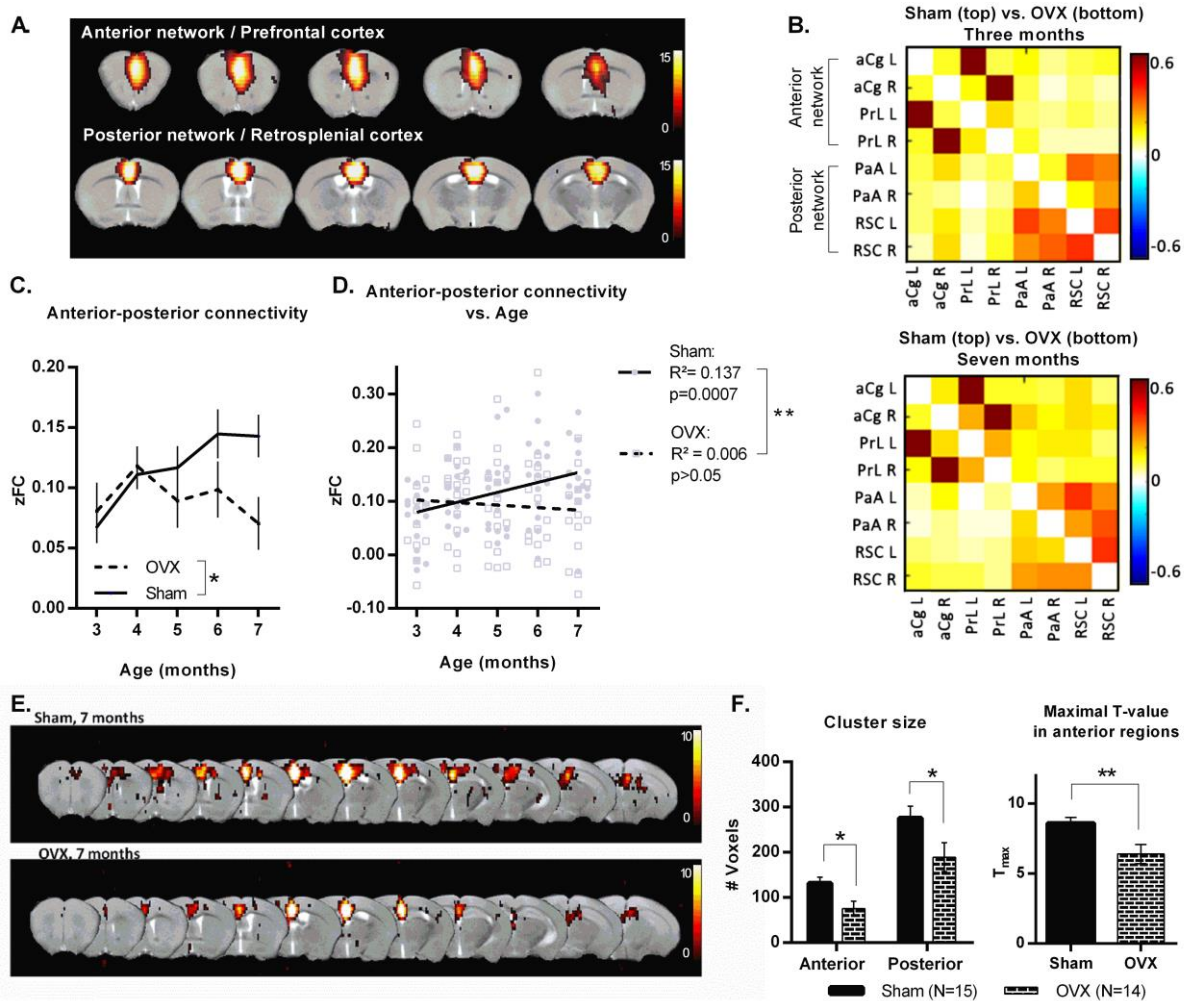 A.
Anterior network / Prefrontal cortex
15
0
Posterior network / Retrosplenial cortex
15
0
B.
Sham (top) vs. OVX (bottom)
Three months
Anterior
network
Posterior
network
aCg L
aCg R
PrL L
PrL R
PaA L
PaA R
RSC L
RSC R
aCg L
aCg R
PrL L
PrL R
PaA L
PaA R
RSC L
RSC R
0.6
0
-0.6
Sham (top) vs. OVX (bottom)
Seven months
aCg L
aCg R
PrL L
PrL R
PaA L
PaA R
RSC L
RSC R
aCg L
aCg R
PrL L
PrL R
PaA L
PaA R
RSC L
RSC R
0.6
0
-0.6
C.
Anterior-posterior connectivity
zFC
0.20
0.15
0.10
0.05
0.00
OVX
Sham
*
3 4 5 6 7
Age (months)
D.
Anterior-posterior connectivity
vs. Age
zFC
0.30
0.20
0.10
0.00
-0.10
3 4 5 6 7
Age (months)
Sham:
R²= 0.137
p=0.0007
**
OVX:
R² = 0.006
p>0.05
E.
Sham, 7 months
10
0
OVX, 7 months
10
0
F.
Cluster size
# Voxels
400
300
200
100
0
*
*
Anterior Posterior
Maximal T-value
in anterior regions
Tmax
10
5
0
**
Sham OVX
Sham (N=15) OVX (N=14)